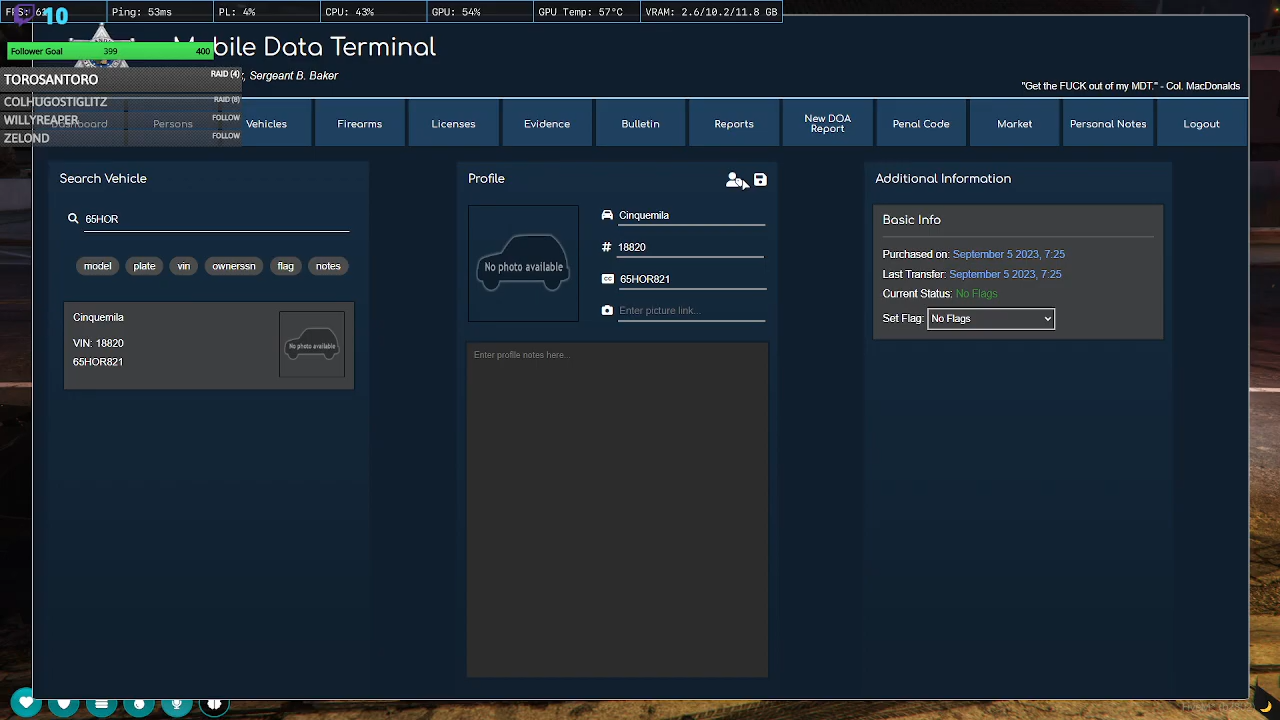 Ping: 53ms
PL: 4%
CPU: 43%
GPU: 54%
GPU Temp: 57°C
VRAM: 2.6/10.2/11.8 GB
10
Follower Goal 399 400
Mobile Data Terminal
TOROSANTORO RAID (4)
Sergeant B. Baker
"Get the FUCK out of my MDT." - Col. MacDonalds
COLHUGOSTIGLITZ
WILLYREAPER FOLLOW
ZELOND FOLLOW
Dashboard
Persons
Vehicles
Firearms
Licenses
Evidence
Bulletin
Reports
New DOA
Report
Penal Code
Market
Personal Notes
Logout
Search Vehicle
65HOR
model
plate
vin
ownerssn
flag
notes
Cinquemila
VIN: 18820
65HOR821
No photo available
Profile
No photo available
Cinquemila
# 18820
CC 65HOR821
Enter picture link...
Enter profile notes here...
Additional Information
Basic Info
Purchased on: September 5 2023, 7:25
Last Transfer: September 5 2023, 7:25
Current Status: No Flags
Set Flag: No Flags